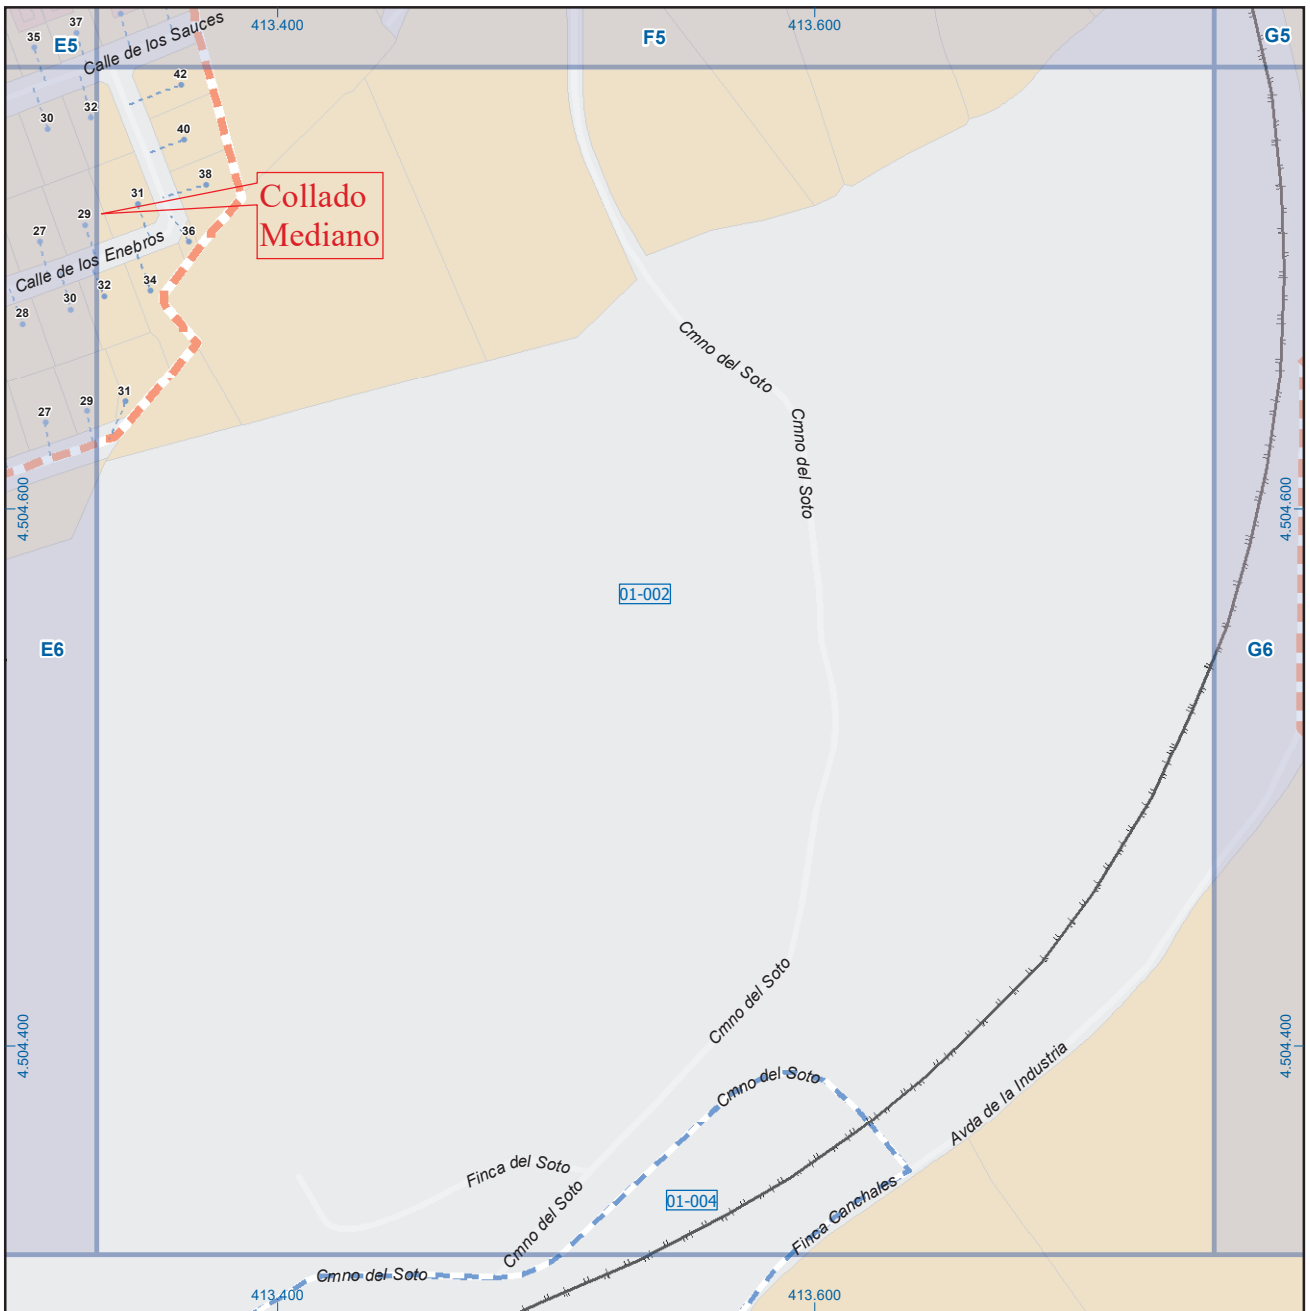 413.400
413.600
E5
F5
G5
37
35
Calle de los Sauces
42
32
30
40
38
31
29
27
36
Collado
Mediano
Calle de los Enebros
34
32
30
28
Cmno del Soto
31
29
27
Cmno del Soto
4.504.600
4.504.600
01-002
E6
G6
Cmno del Soto
4.504.400
4.504.400
Avda de la Industria
Cmno del Soto
Finca del Soto
01-004
Cmno del Soto
Finca Canchales
Cmno del Soto
413.400
413.600